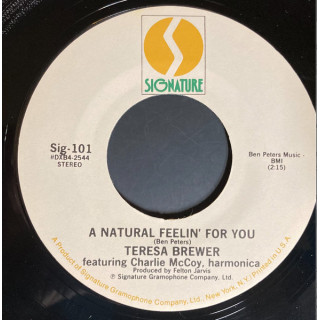 SIGNATURE
Sig-101
#DXB4-2544
STEREO
Ben Peters Music -
BMI
(2:15)
A NATURAL FEELIN' FOR YOU
(Ben Peters)
TERESA BREWER
featuring Charlie McCoy, harmonica
Produced by Felton Jarvis
℗ Signature Gramophone Company, Ltd.
A Product of Signature Gramophone Company, Ltd., New York, N.Y. • Printed in U.S.A.